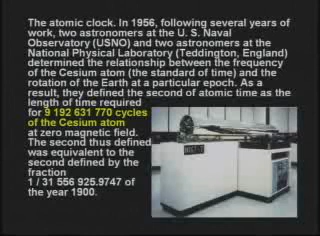 The atomic clock. In 1956, following several years of
work, two astronomers at the U. S. Naval
Observatory (USNO) and two astronomers at the
National Physical Laboratory (Teddington, England)
determined the relationship between the frequency
of the Cesium atom (the standard of time) and the
rotation of the Earth at a particular epoch. As a
result, they defined the second of atomic time as the
length of time required
for 9 192 631 770 cycles
of the Cesium atom
at zero magnetic field.
The second thus defined
was equivalent to the
second defined by the
fraction
1 / 31 556 925.9747 of
the year 1900.